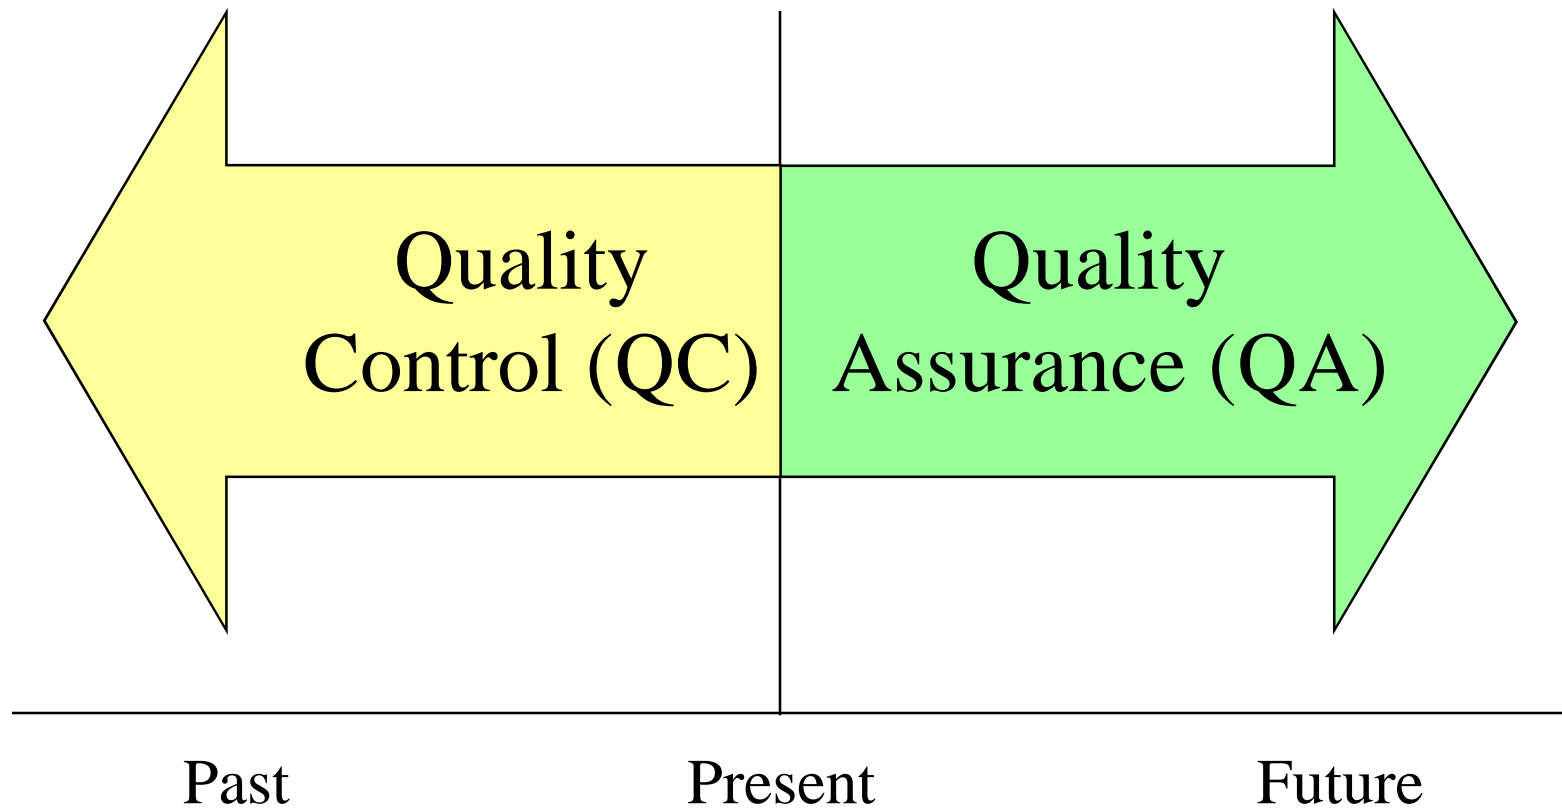 Quality
Control (QC)
Quality
Assurance (QA)
Past
Present
Future